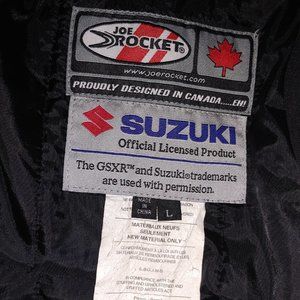 JOE
ROCKET
www.joerocket.com
PROUDLY DESIGNED IN CANADA.....EH!
SUZUKI
Official Licensed Product
The GSXR™ and Suzuki® trademarks
are used with permission.
MADE IN
CHINA
L
MATERIAUX NEUFS
SEULEMENT
NEW MATERIAL ONLY